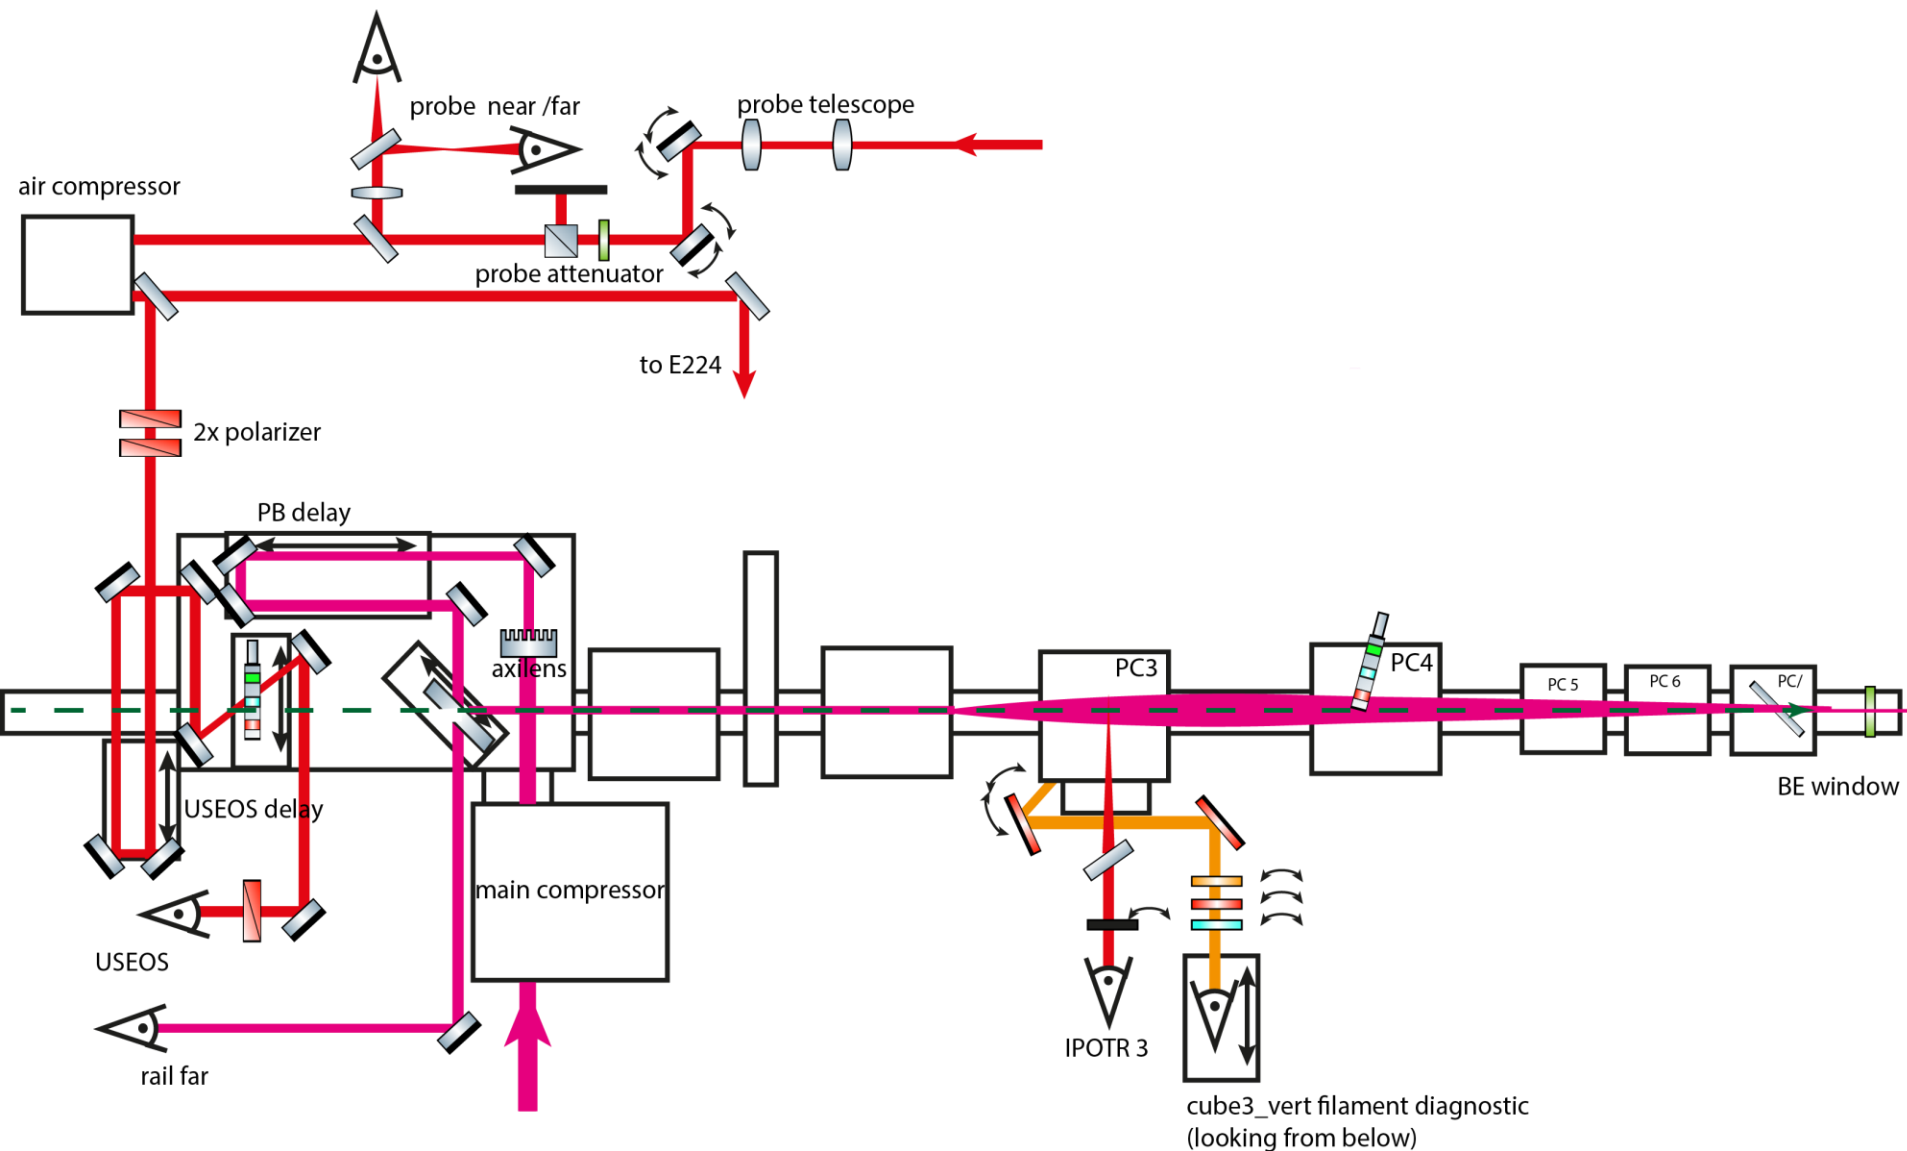 probe near /far
probe telescope
air compressor
probe attenuator
to E224
2x polarizer
PB delay
axilens
PC3
PC4
PC 5
PC 6
PC/
BE window
USEOS delay
main compressor
USEOS
rail far
IPOTR 3
cube3_vert filament diagnostic
(looking from below)